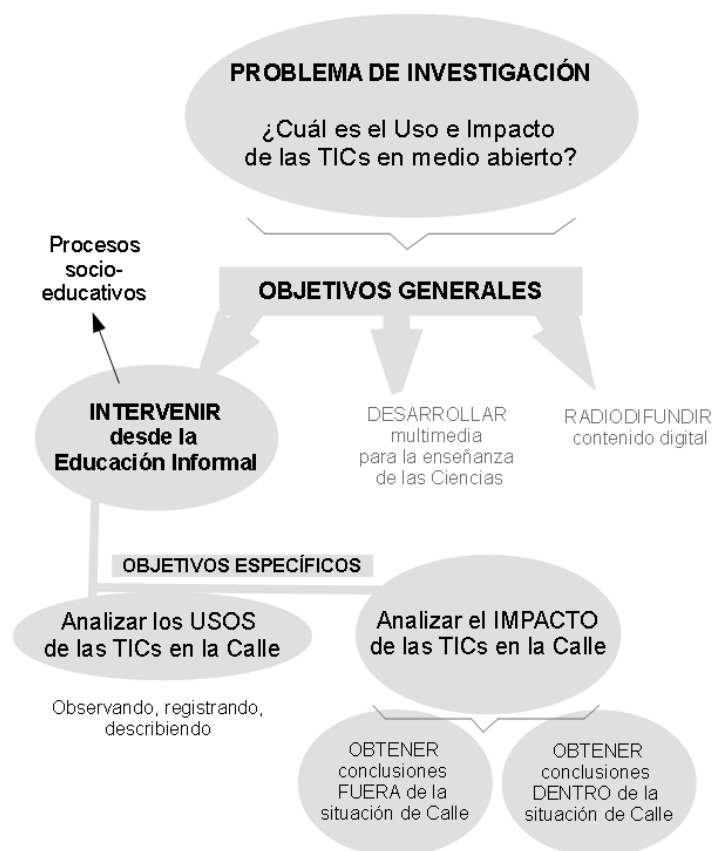 PROBLEMA DE INVESTIGACIÓN
¿Cuál es el Uso e Impacto
de las TICs en medio abierto?
Procesos
socio-
educativos
OBJETIVOS GENERALES
INTERVENIR
desde la
Educación Informal
DESARROLLAR
multimedia
para la enseñanza
de las Ciencias
RADIODIFUNDIR
contenido digital
OBJETIVOS ESPECÍFICOS
Analizar los USOS
de las TICs en la Calle
Observando, registrando,
describiendo
Analizar el IMPACTO
de las TICs en la Calle
OBTENER
conclusiones
FUERA de la
situación de Calle
OBTENER
conclusiones
DENTRO de la
situación de Calle